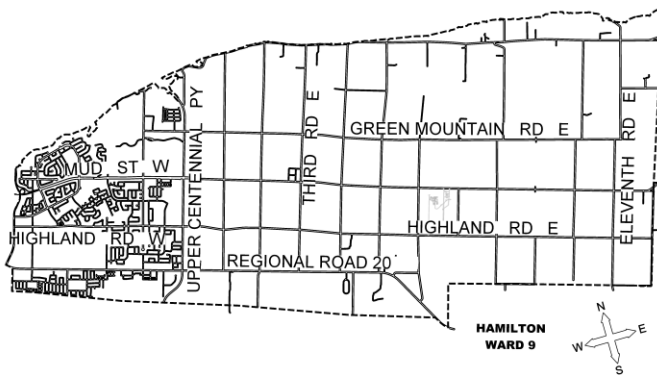 UPPER CENTENNIAL PY
THIRD RD E
GREEN MOUNTAIN RD E
ELEVENTH RD E
MUD ST W
HIGHLAND RD W
HIGHLAND RD E
REGIONAL ROAD 20
HAMILTON
WARD 9
N
E
W
S